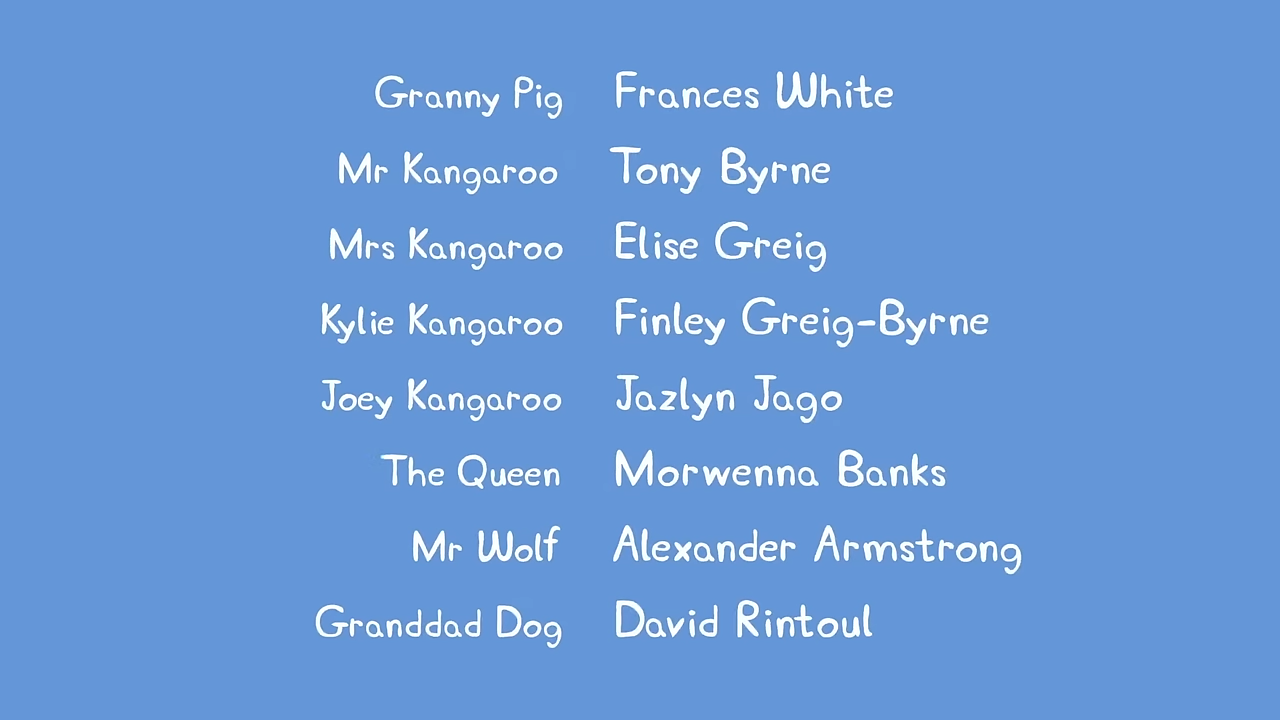 Granny Pig Frances White
Mr Kangaroo Tony Byrne
Mrs Kangaroo Elise Greig
Kylie Kangaroo Finley Greig-Byrne
Joey Kangaroo Jazlyn Jago
The Queen Morwenna Banks
Mr Wolf Alexander Armstrong
Granddad Dog David Rintoul